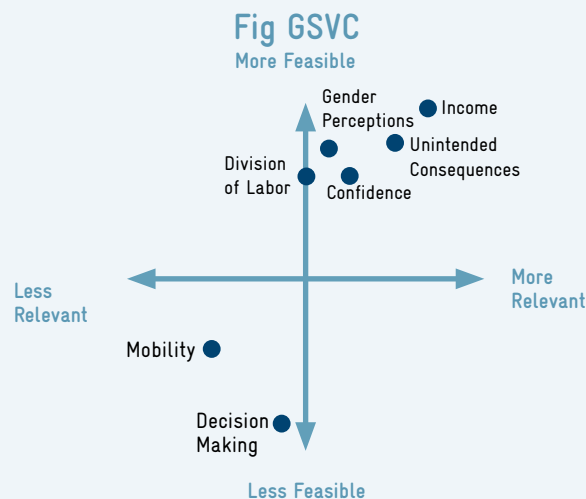 Fig GSVC
More Feasible
Gender
Perceptions
Income
Unintended
Consequences
Division
of Labor
Confidence
Less
Relevant
More
Relevant
Mobility
Decision
Making
Less Feasible